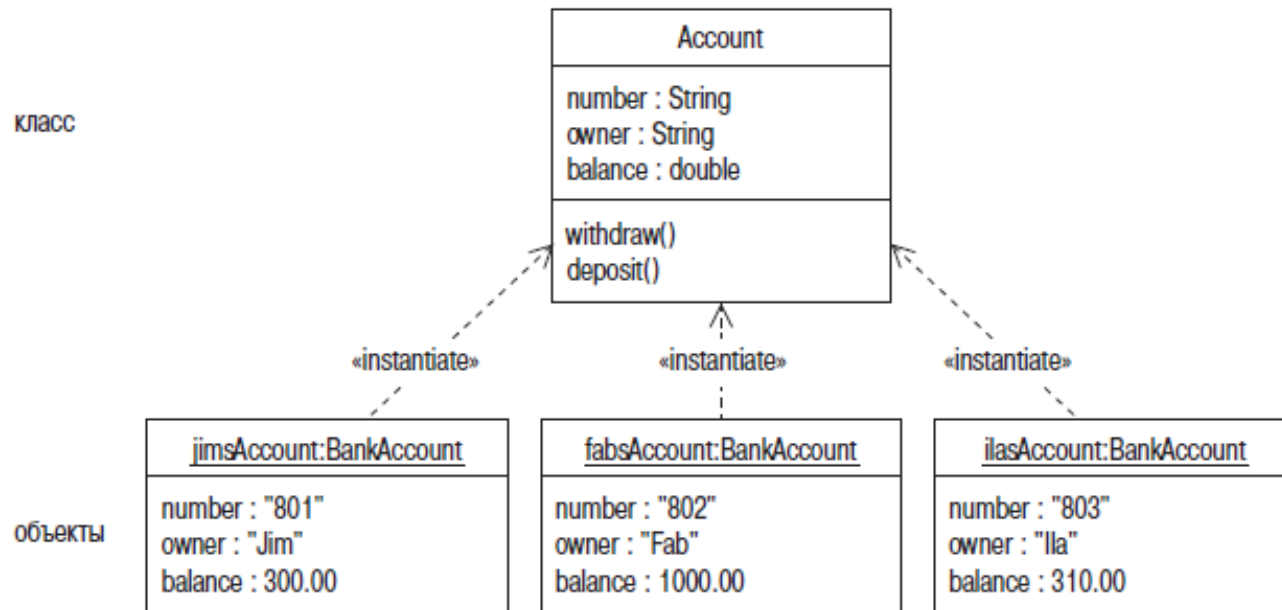 Account
класс
number : String
owner : String
balance : double
withdraw()
deposit()
«instantiate» «instantiate» «instantiate»
jimsAccount:BankAccount
number : "801"
owner : "Jim"
balance : 300.00
fabsAccount:BankAccount
number : "802"
owner : "Fab"
balance : 1000.00
ilasAccount:BankAccount
number : "803"
owner : "Ila"
balance : 310.00
объекты